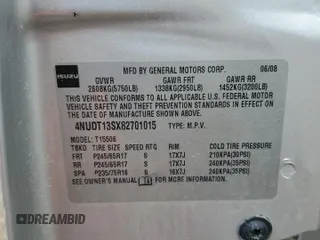 ISUZU
MFD BY GENERAL MOTORS CORP. 06/08
GVWR GAWR FRT GAWR RR
2608KG(5750LB) 1338KG(2950LB) 1452KG(3200LB)
THIS VEHICLE CONFORMS TO ALL APPLICABLE U.S. FEDERAL
MOTOR VEHICLE SAFETY, BUMPER, AND THEFT PREVENTION
STANDARDS IN EFFECT ON THE DATE OF MANUFACTURE
SHOWN ABOVE.
4NUDT13SX82701015 TYPE: M.P.V.
MODEL: T15506
TBKD TIRE SIZE SPEED RTG RIM COLD TIRE PRESSURE
FRT P245/65R17 S 17X7J 210KPA(30PSI)
RR P245/65R17 S 17X7J 240KPA(35PSI)
SPA P235/75R16 S 16X7J 240KPA(35PSI)
SEE OWNER'S MANUAL
© DREAMBID
DREAMBID.COM